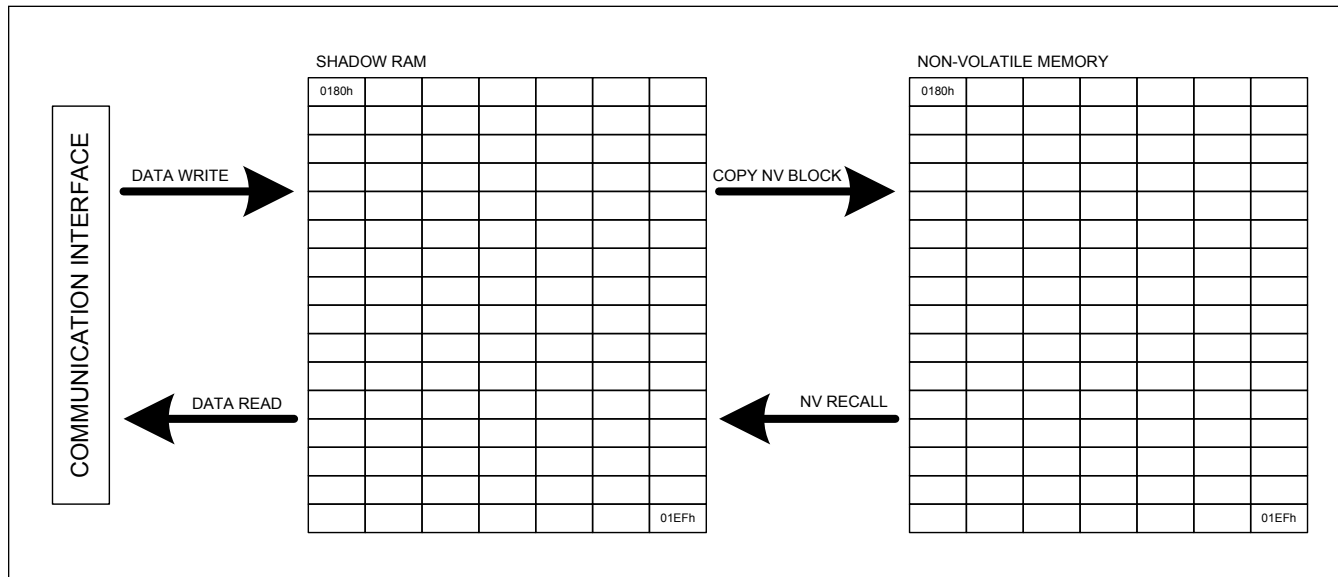 SHADOW RAM
NON-VOLATILE MEMORY
0180h
0180h
COMMUNICATION INTERFACE
DATA WRITE
COPY NV BLOCK
DATA READ
NV RECALL
01EFh
01EFh